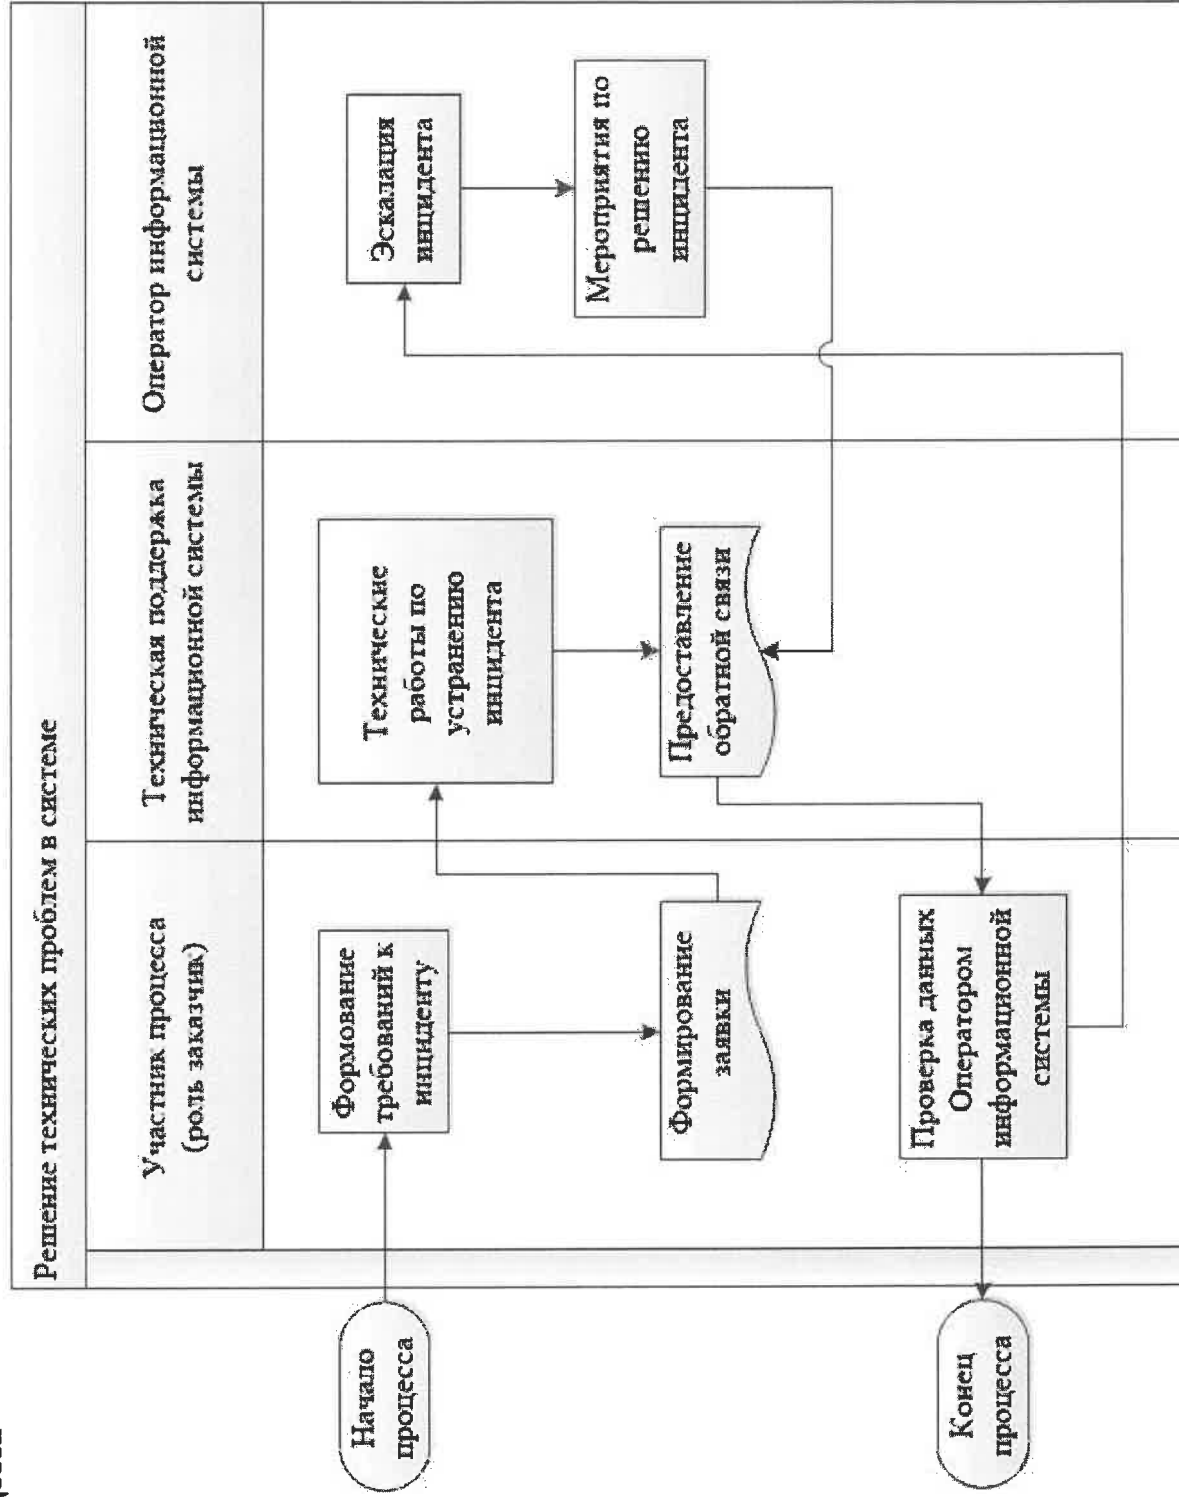 Решение технических проблем в системе
Участник процесса
(роль заказчик)
Техническая поддержка
информационной системы
Оператор информационной
системы
Начало
процесса
Формование
требований к
инциденту
Технические
работы по
устранению
инцидента
Эскалация
инцидента
Мероприятия по
решению
инцидента
Формирование
заявки
Предоставление
обратной связи
Проверка данных
Оператором
информационной
системы
Конец
процесса